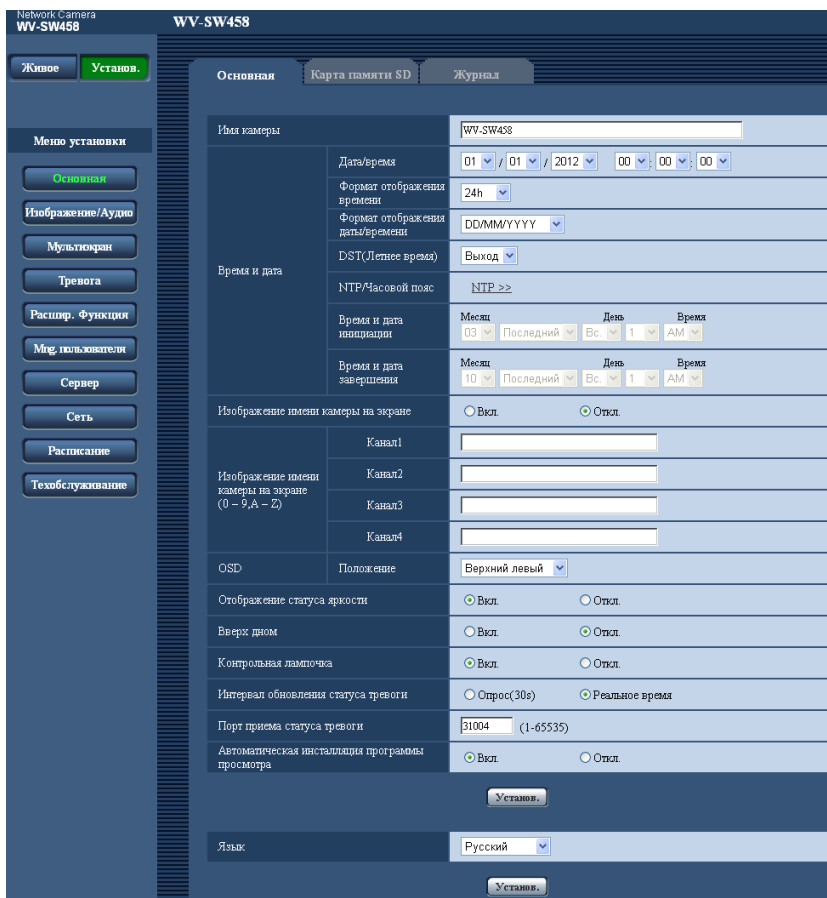 Network Camera
WV-SW458
WV-SW458
Живое
Установ.
Основная
Карта памяти SD
Журнал
Меню установки
Основная
Изображение/Аудио
Мультиэкран
Тревога
Расшир. Функция
Mng. пользователя
Сервер
Сеть
Расписание
Техобслуживание
Имя камеры
WV-SW458
Время и дата
Дата/время
01 / 01 / 2012 00 : 00 : 00
Формат отображения
времени
24h
Формат отображения
даты/времени
DD/MM/YYYY
DST(Летнее время)
Выход
NTP/Часовой пояс
NTP >>
Время и дата
инициации
Месяц День Время
03 Последний Вс. 1 AM
Время и дата
завершения
Месяц День Время
10 Последний Вс. 1 AM
Изображение имени камеры на экране
Вкл. Откл.
Изображение имени
камеры на экране
(0 – 9,A – Z)
Канал1
Канал2
Канал3
Канал4
OSD
Положение
Верхний левый
Отображение статуса яркости
Вкл. Откл.
Вверх дном
Вкл. Откл.
Контрольная лампочка
Вкл. Откл.
Интервал обновления статуса тревоги
Опрос(30s) Реальное время
Порт приема статуса тревоги
31004 (1-65535)
Автоматическая инсталляция программы
просмотра
Вкл. Откл.
Установ.
Язык
Русский
Установ.